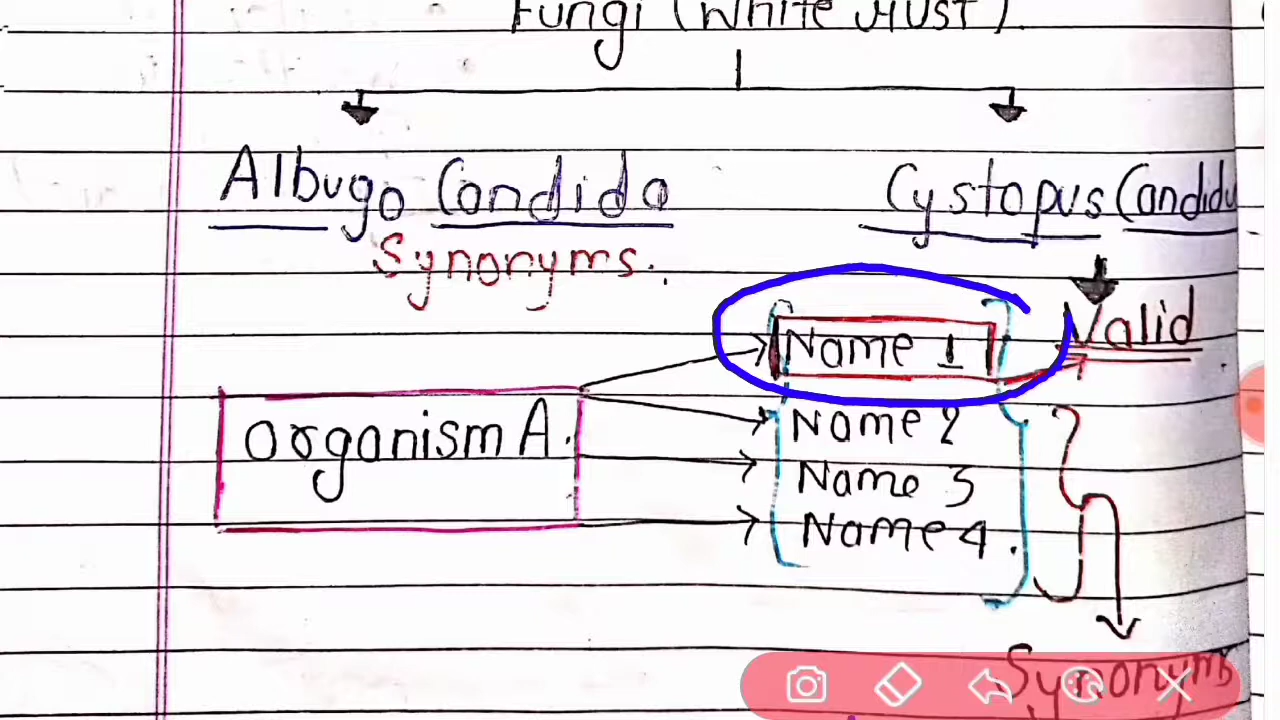 Fungi (White Rust)
Albugo Candida
Cystopus Candidu
Synonyms.
Valid
Name 1
organism A.
Name 2
Name 3
Name 4.
Synonyms